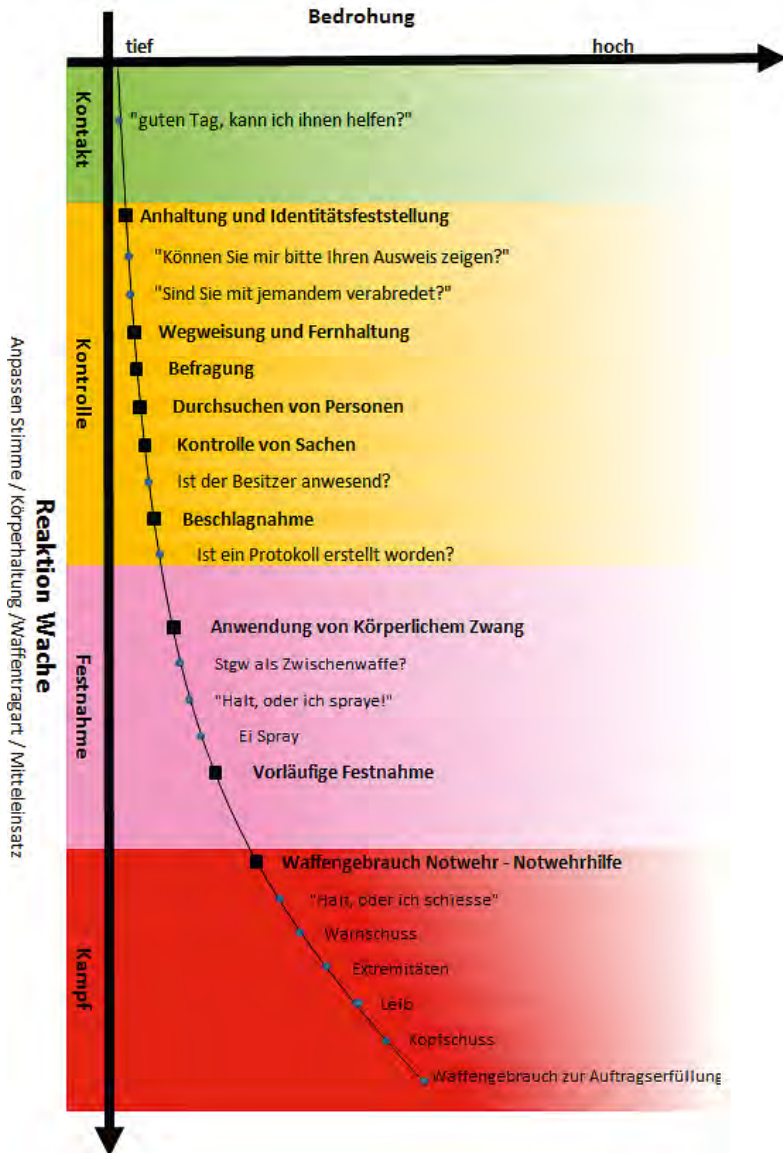 Bedrohung
tief
hoch
Kontakt
"guten Tag, kann ich ihnen helfen?"
Kontrolle
Anhaltung und Identitätsfeststellung
"Können Sie mir bitte Ihren Ausweis zeigen?"
"Sind Sie mit jemandem verabredet?"
Wegweisung und Fernhaltung
Befragung
Durchsuchen von Personen
Kontrolle von Sachen
Ist der Besitzer anwesend?
Beschlagnahme
Ist ein Protokoll erstellt worden?
Reaktion Wache
Anpassen Stimme / Körperhaltung /Waffentragart / Mitteleinsatz
Festnahme
Anwendung von Körperlichem Zwang
Stgw als Zwischenwaffe?
"Halt, oder ich spraye!"
Ei Spray
Vorläufige Festnahme
Kampf
Waffengebrauch Notwehr - Notwehrhilfe
"Halt, oder ich schiesse"
Warnschuss
Extremitäten
Leib
Kopfschuss
Waffengebrauch zur Auftragserfüllung